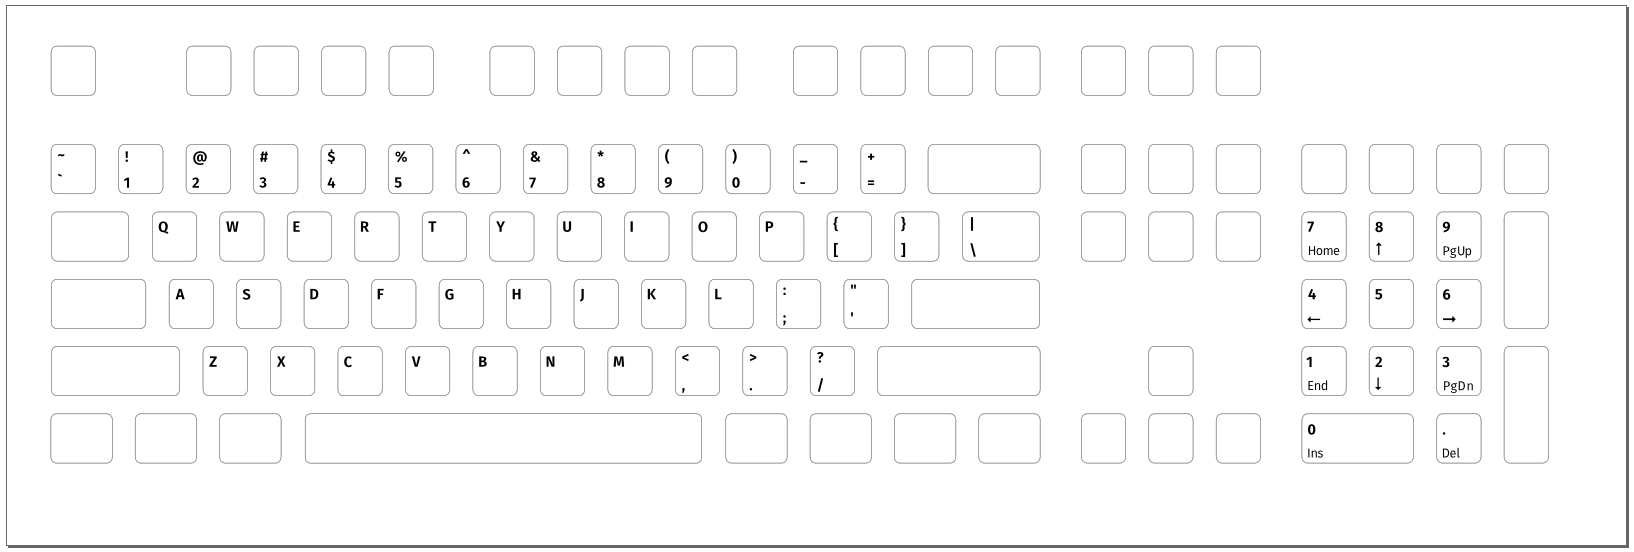 ~ ! @ # $ % ^ & * ( ) _ +
` 1 2 3 4 5 6 7 8 9 0 - =
Q W E R T Y U I O P { } | 7 8 9
[ ] \ Home ↑ PgUp
A S D F G H J K L : " 4 5 6
; ' ← →
Z X C V B N M < > ? 1 2 3
, . / End ↓ PgDn
0 .
Ins Del